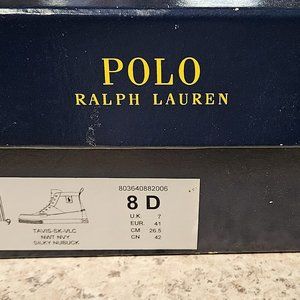 POLO
RALPH LAUREN
803640882006
8 D
U.K. 7
EUR. 41
CM 26.5
CN 42
TAVIS-SK-VLC
NWT NVY
SILKY NUBUCK